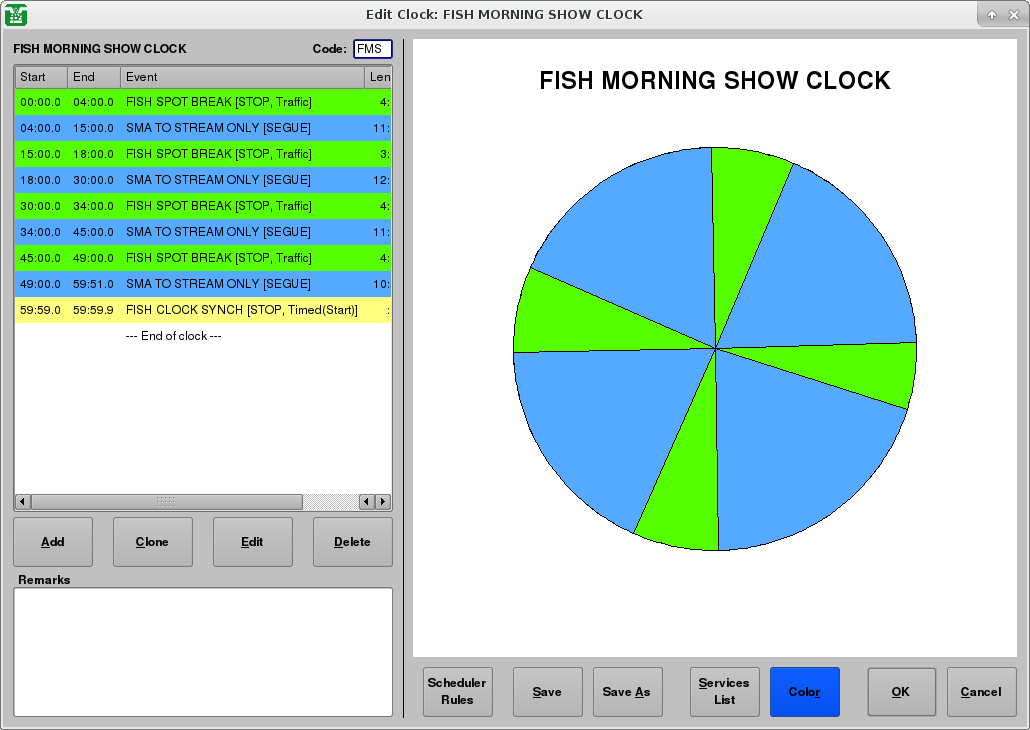 Edit Clock: FISH MORNING SHOW CLOCK
FISH MORNING SHOW CLOCK Code: FMS
Start End Event Len
00:00.0 04:00.0 FISH SPOT BREAK [STOP, Traffic] 4:
04:00.0 15:00.0 SMA TO STREAM ONLY [SEGUE] 11:
15:00.0 18:00.0 FISH SPOT BREAK [STOP, Traffic] 3:
18:00.0 30:00.0 SMA TO STREAM ONLY [SEGUE] 12:
30:00.0 34:00.0 FISH SPOT BREAK [STOP, Traffic] 4:
34:00.0 45:00.0 SMA TO STREAM ONLY [SEGUE] 11:
45:00.0 49:00.0 FISH SPOT BREAK [STOP, Traffic] 4:
49:00.0 59:51.0 SMA TO STREAM ONLY [SEGUE] 10:
59:59.0 59:59.9 FISH CLOCK SYNCH [STOP, Timed(Start)] :
--- End of clock ---
Add Clone Edit Delete
Remarks
FISH MORNING SHOW CLOCK
Scheduler Rules
Save
Save As
Services List
Color
OK
Cancel